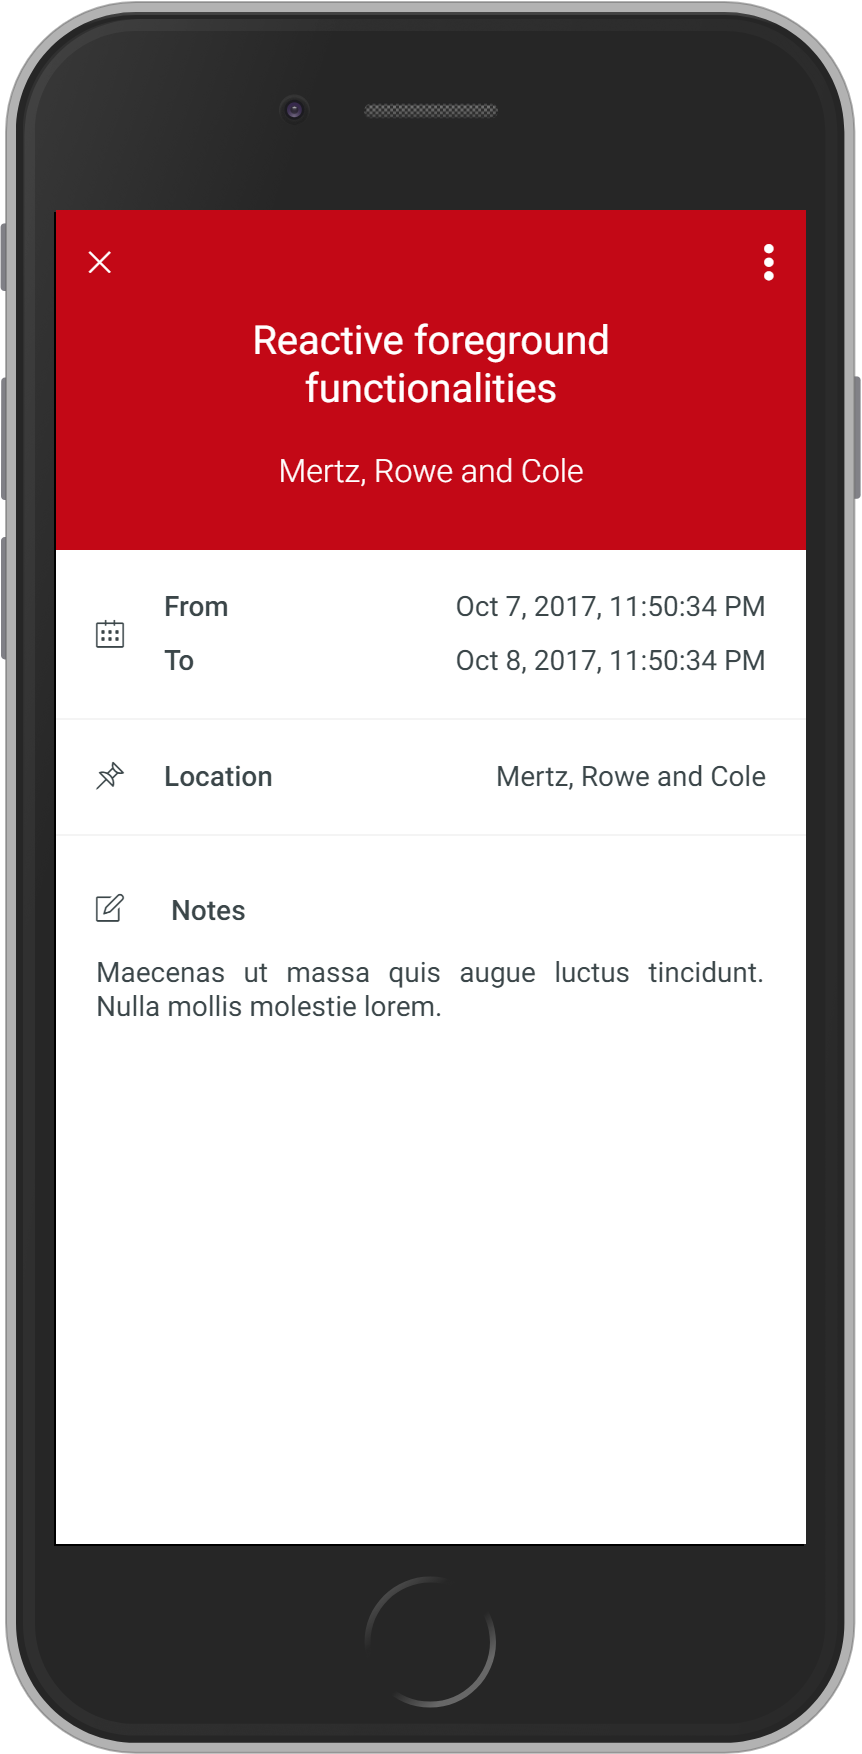 Reactive foreground
functionalities
Mertz, Rowe and Cole
From Oct 7, 2017, 11:50:34 PM
To Oct 8, 2017, 11:50:34 PM
Location Mertz, Rowe and Cole
Notes
Maecenas ut massa quis augue luctus tincidunt.
Nulla mollis molestie lorem.